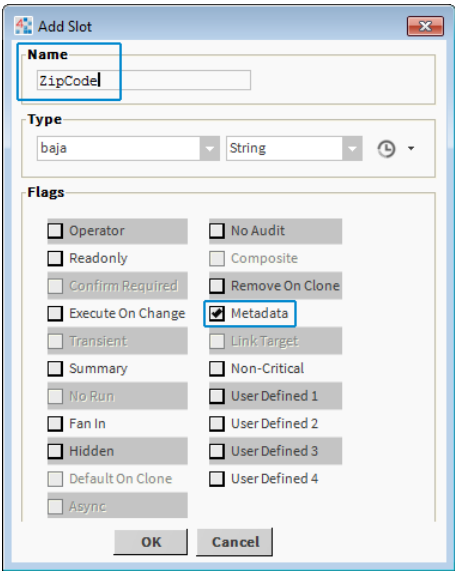 Add Slot
Name
ZipCode
Type
baja String
Flags
Operator No Audit
Readonly Composite
Confirm Required Remove On Clone
Execute On Change Metadata
Transient Link Target
Summary Non-Critical
No Run User Defined 1
Fan In User Defined 2
Hidden User Defined 3
Default On Clone User Defined 4
Async
OK Cancel